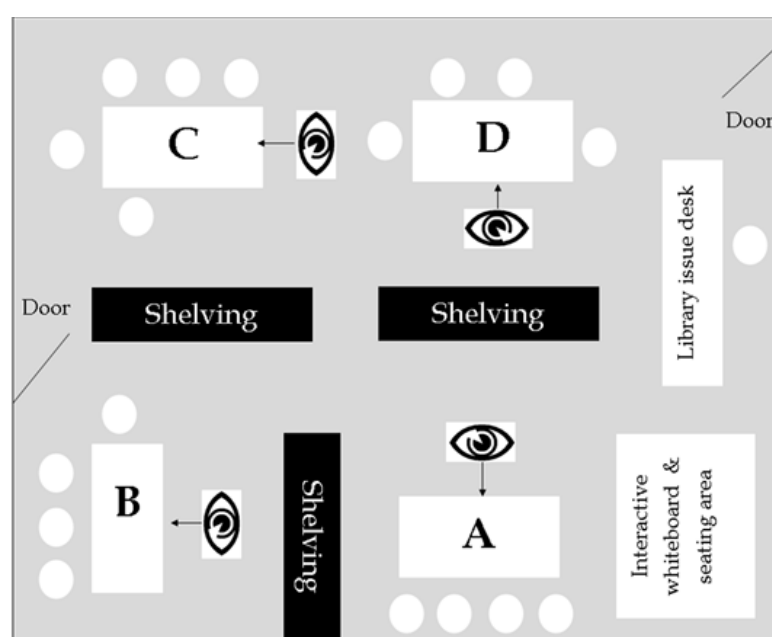 C
D
Door
Library issue desk
Door
Shelving
Shelving
B
Shelving
A
Interactive
whiteboard &
seating area